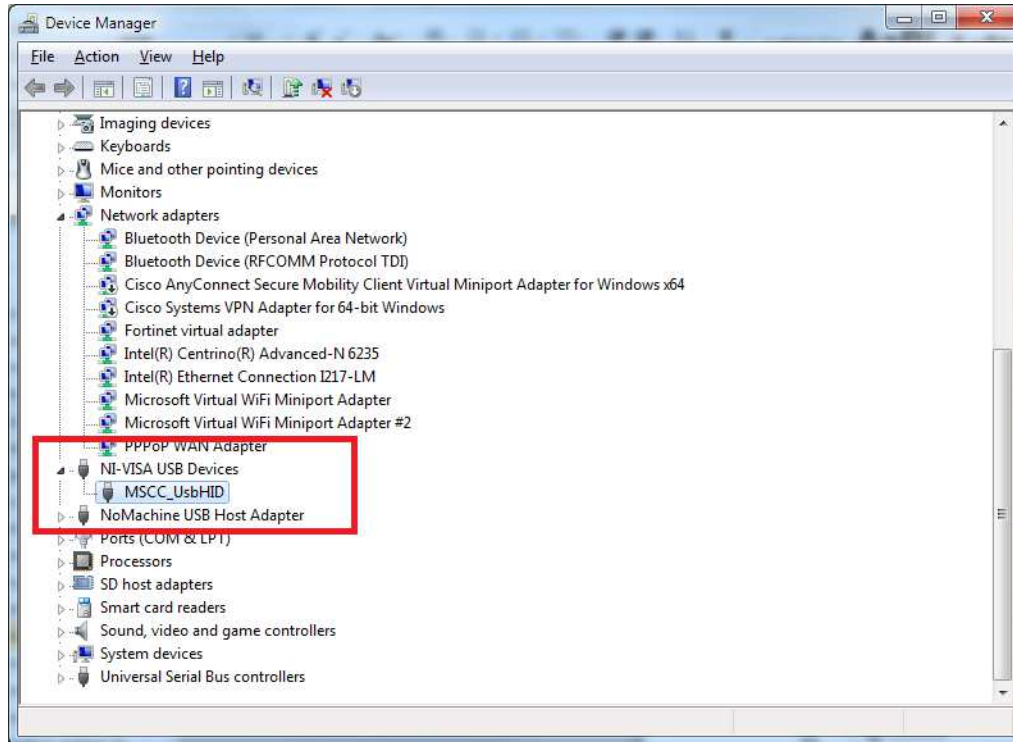 Device Manager
File Action View Help
Imaging devices
Keyboards
Mice and other pointing devices
Monitors
Network adapters
Bluetooth Device (Personal Area Network)
Bluetooth Device (RFCOMM Protocol TDI)
Cisco AnyConnect Secure Mobility Client Virtual Miniport Adapter for Windows x64
Cisco Systems VPN Adapter for 64-bit Windows
Fortinet virtual adapter
Intel(R) Centrino(R) Advanced-N 6235
Intel(R) Ethernet Connection I217-LM
Microsoft Virtual WiFi Miniport Adapter
Microsoft Virtual WiFi Miniport Adapter #2
PPPoP WAN Adapter
NI-VISA USB Devices
MSCC_UsbHID
NoMachine USB Host Adapter
Ports (COM & LPT)
Processors
SD host adapters
Smart card readers
Sound, video and game controllers
System devices
Universal Serial Bus controllers